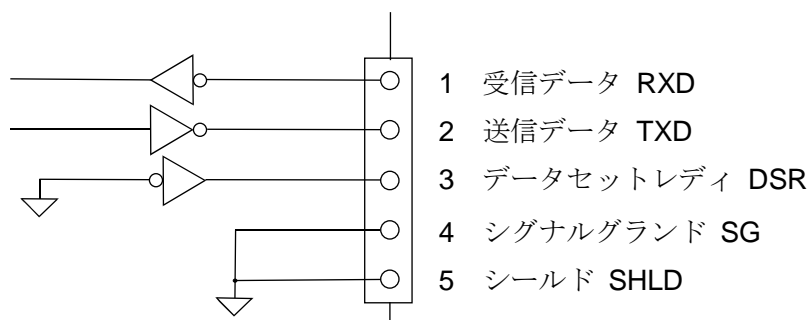 1 受信データ RXD
2 送信データ TXD
3 データセットレディ DSR
4 シグナルグランド SG
5 シールド SHLD